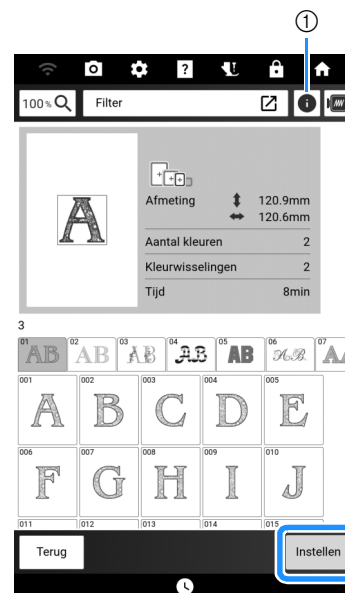 ①
100% Filter
Afmeting 120.9mm
120.6mm
Aantal kleuren 2
Kleurwisselingen 2
Tijd 8min
A
3
01 AB 02 AB 03 AB 04 AB 05 AB 06 AB 07
001 002 003 004 005
A B C D E
006 007 008 009 010
F G H I J
011 012 013 014 015
Terug Instellen